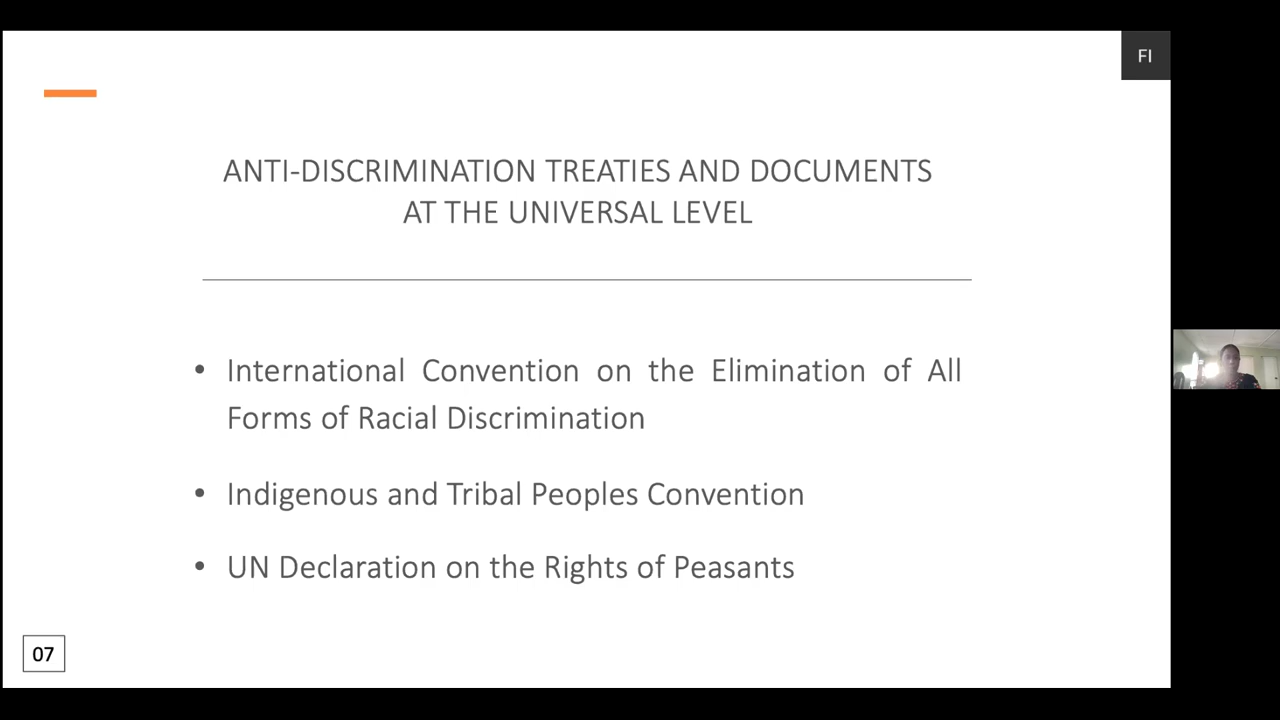 FI
ANTI-DISCRIMINATION TREATIES AND DOCUMENTS
AT THE UNIVERSAL LEVEL
• International Convention on the Elimination of All
Forms of Racial Discrimination
• Indigenous and Tribal Peoples Convention
• UN Declaration on the Rights of Peasants
07